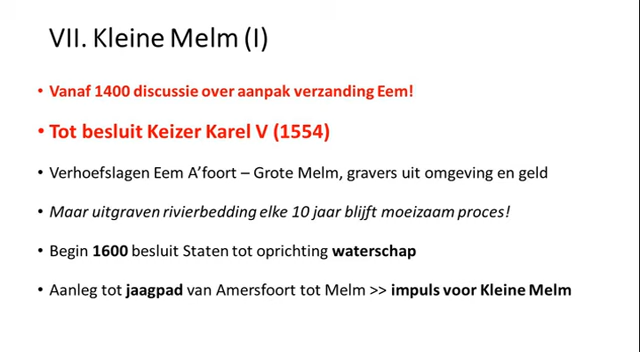 VII. Kleine Melm (I)
• Vanaf 1400 discussie over aanpak verzanding Eem!
• Tot besluit Keizer Karel V (1554)
• Verhoefslagen Eem A’foort – Grote Melm, gravers uit omgeving en geld
• Maar uitgraven rivierbedding elke 10 jaar blijft moeizaam proces!
• Begin 1600 besluit Staten tot oprichting waterschap
• Aanleg tot jaagpad van Amersfoort tot Melm >> impuls voor Kleine Melm